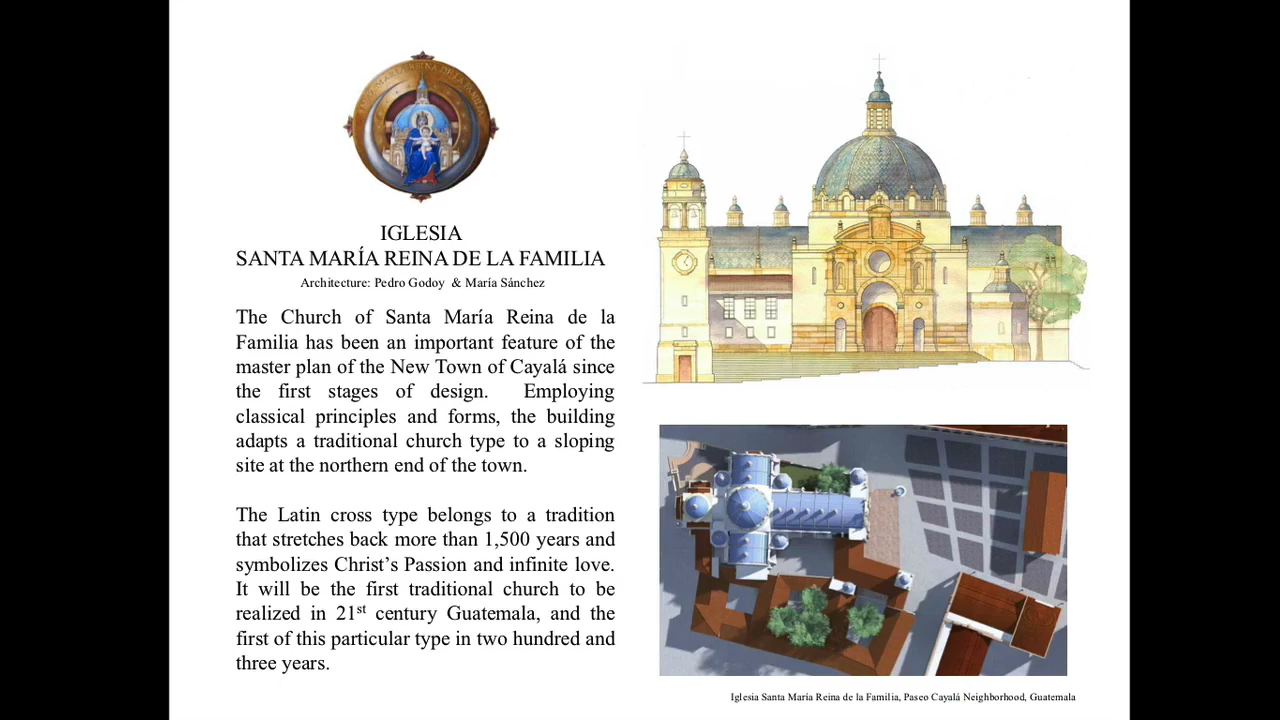 IGLESIA
SANTA MARÍA REINA DE LA FAMILIA
Architecture: Pedro Godoy & María Sánchez
The Church of Santa María Reina de la
Familia has been an important feature of the
master plan of the New Town of Cayalá since
the first stages of design. Employing
classical principles and forms, the building
adapts a traditional church type to a sloping
site at the northern end of the town.
The Latin cross type belongs to a tradition
that stretches back more than 1,500 years and
symbolizes Christ’s Passion and infinite love.
It will be the first traditional church to be
realized in 21st century Guatemala, and the
first of this particular type in two hundred and
three years.
Iglesia Santa María Reina de la Familia, Paseo Cayalá Neighborhood, Guatemala